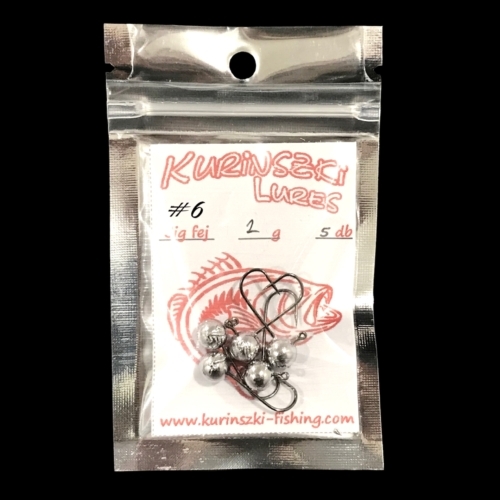 KURINSZKI
LURES
#6
Jig fej 1 g 5 db
www.kurinszki-fishing.com